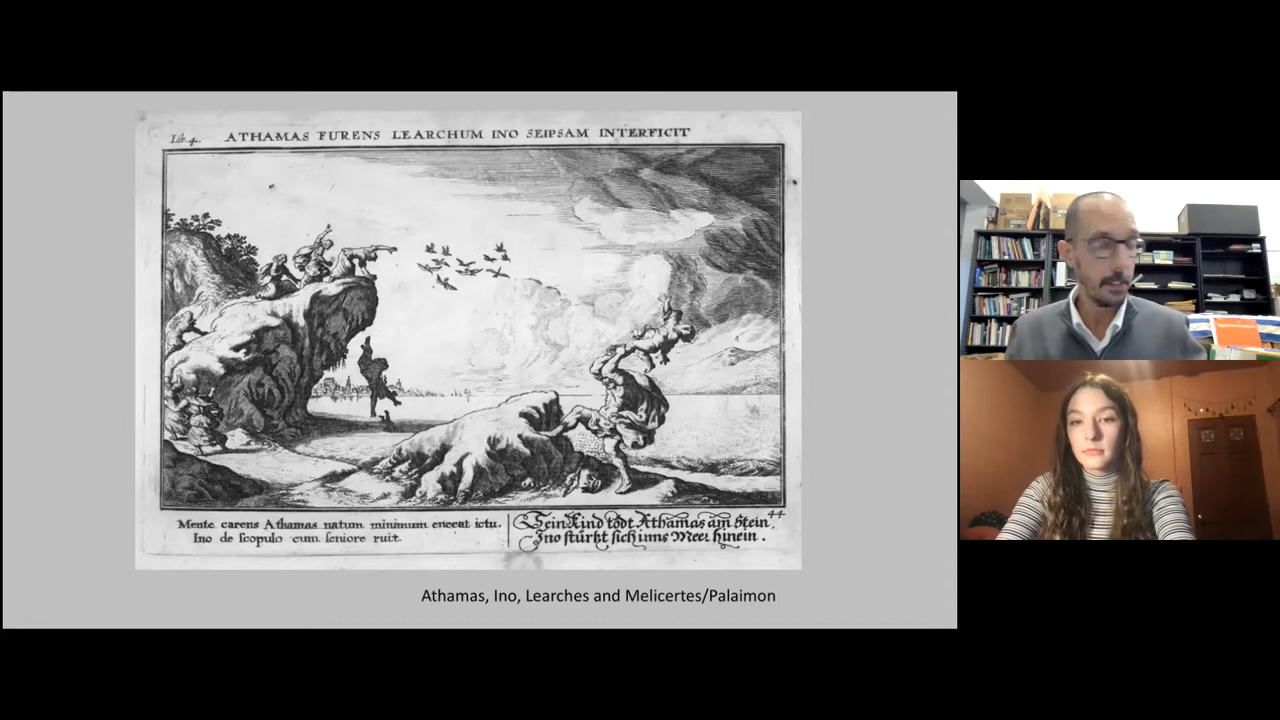 Lib. 4.
ATHAMAS FURENS LEARCHUM INO SEIPSAM INTERFICIT
Mente carens Athamas natum minimum enecat ictu.
Ino de scopulo cum seniore ruit.
44
Sein Kind tödt Athamas am Stein,
Ino stürtzt sich inns Meer hinein.
Athamas, Ino, Learches and Melicertes/Palaimon